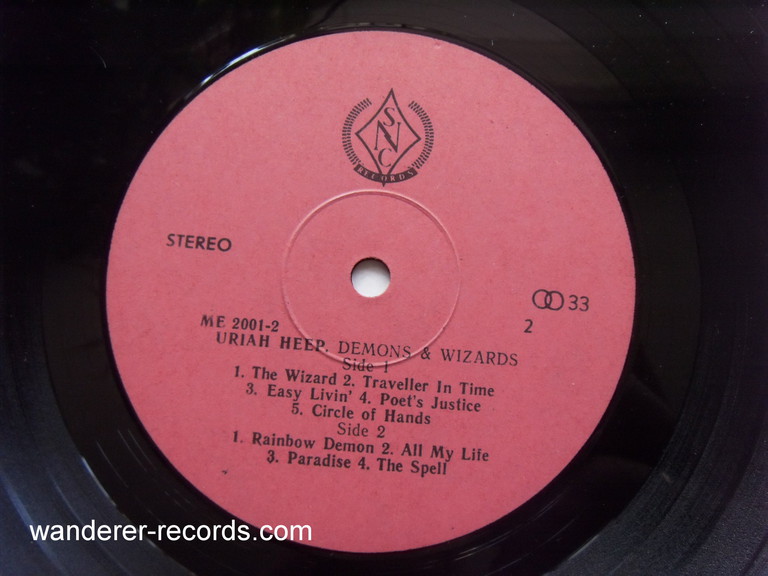 SNC
RECORDS
STEREO
33
2
ME 2001-2
URIAH HEEP. DEMONS & WIZARDS
Side 1
1. The Wizard 2. Traveller In Time
3. Easy Livin' 4. Poet's Justice
5. Circle of Hands
Side 2
1. Rainbow Demon 2. All My Life
3. Paradise 4. The Spell
wanderer-records.com